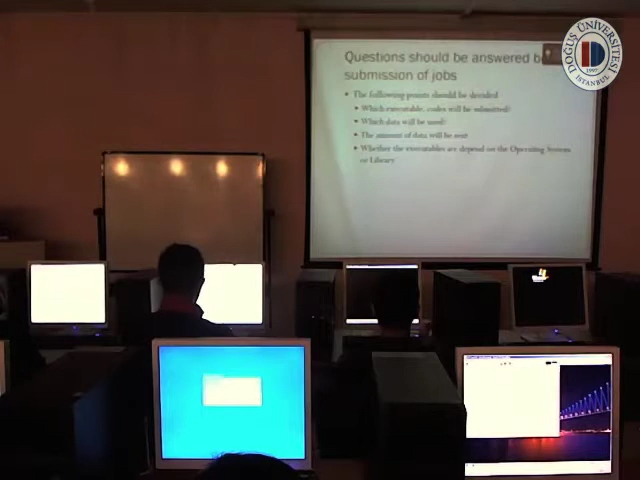 DOĞUŞ ÜNİVERSİTESİ
1997
İSTANBUL
Questions should be answered
submission of jobs
• The following points should be decided
• Which executable, codes will be submitted?
• Which data will be used?
• The amount of data will be sent
• Whether the executables are depend on the Operating System
or Library